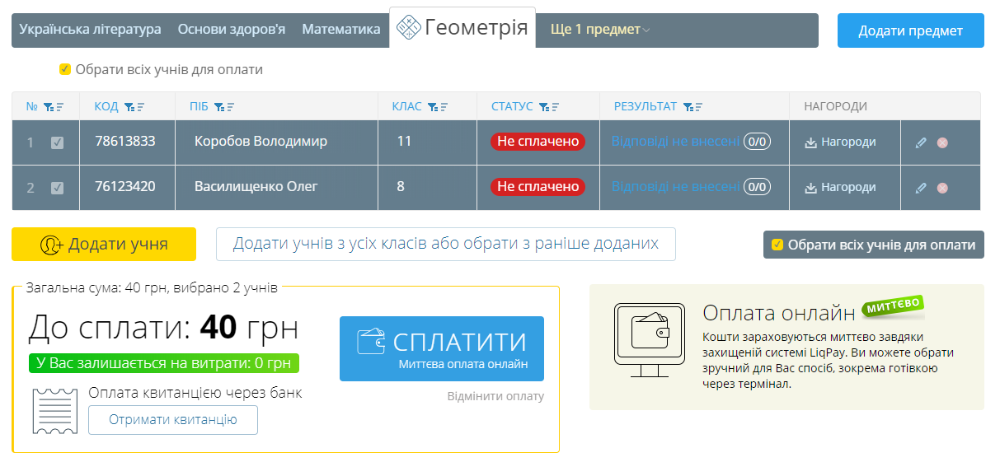 Українська література Основи здоров'я Математика Геометрія Ще 1 предмет Додати предмет
Обрати всіх учнів для оплати
№ КОД ПІБ КЛАС СТАТУС РЕЗУЛЬТАТ НАГОРОДИ
1 78613833 Коробов Володимир 11 Не сплачено Відповіді не внесені 0/0 Нагороди
2 76123420 Василищенко Олег 8 Не сплачено Відповіді не внесені 0/0 Нагороди
Додати учня Додати учнів з усіх класів або обрати з раніше доданих Обрати всіх учнів для оплати
Загальна сума: 40 грн, вибрано 2 учнів
До сплати: 40 грн
У Вас залишається на витрати: 0 грн
Оплата квитанцією через банк
Отримати квитанцію
СПЛАТИТИ
Миттєва оплата онлайн
Відмінити оплату
Оплата онлайн МИТТЄВО
Кошти зараховуються миттєво завдяки
захищеній системі LiqPay. Ви можете обрати
зручний для Вас спосіб, зокрема готівкою
через термінал.